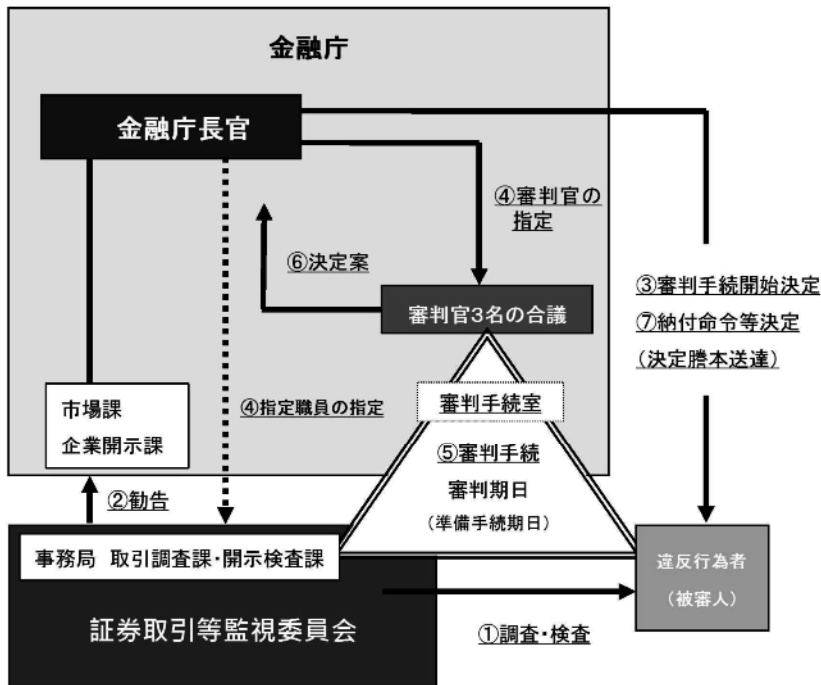 金融庁
金融庁長官
④審判官の
指定
⑥決定案
③審判手続開始決定
審判官3名の合議
⑦納付命令等決定
(決定謄本送達)
市場課
企業開示課
④指定職員の指定
審判手続室
⑤審判手続
審判期日
(準備手続期日)
②勧告
事務局 取引調査課・開示検査課
違反行為者
(被審人)
証券取引等監視委員会
①調査・検査